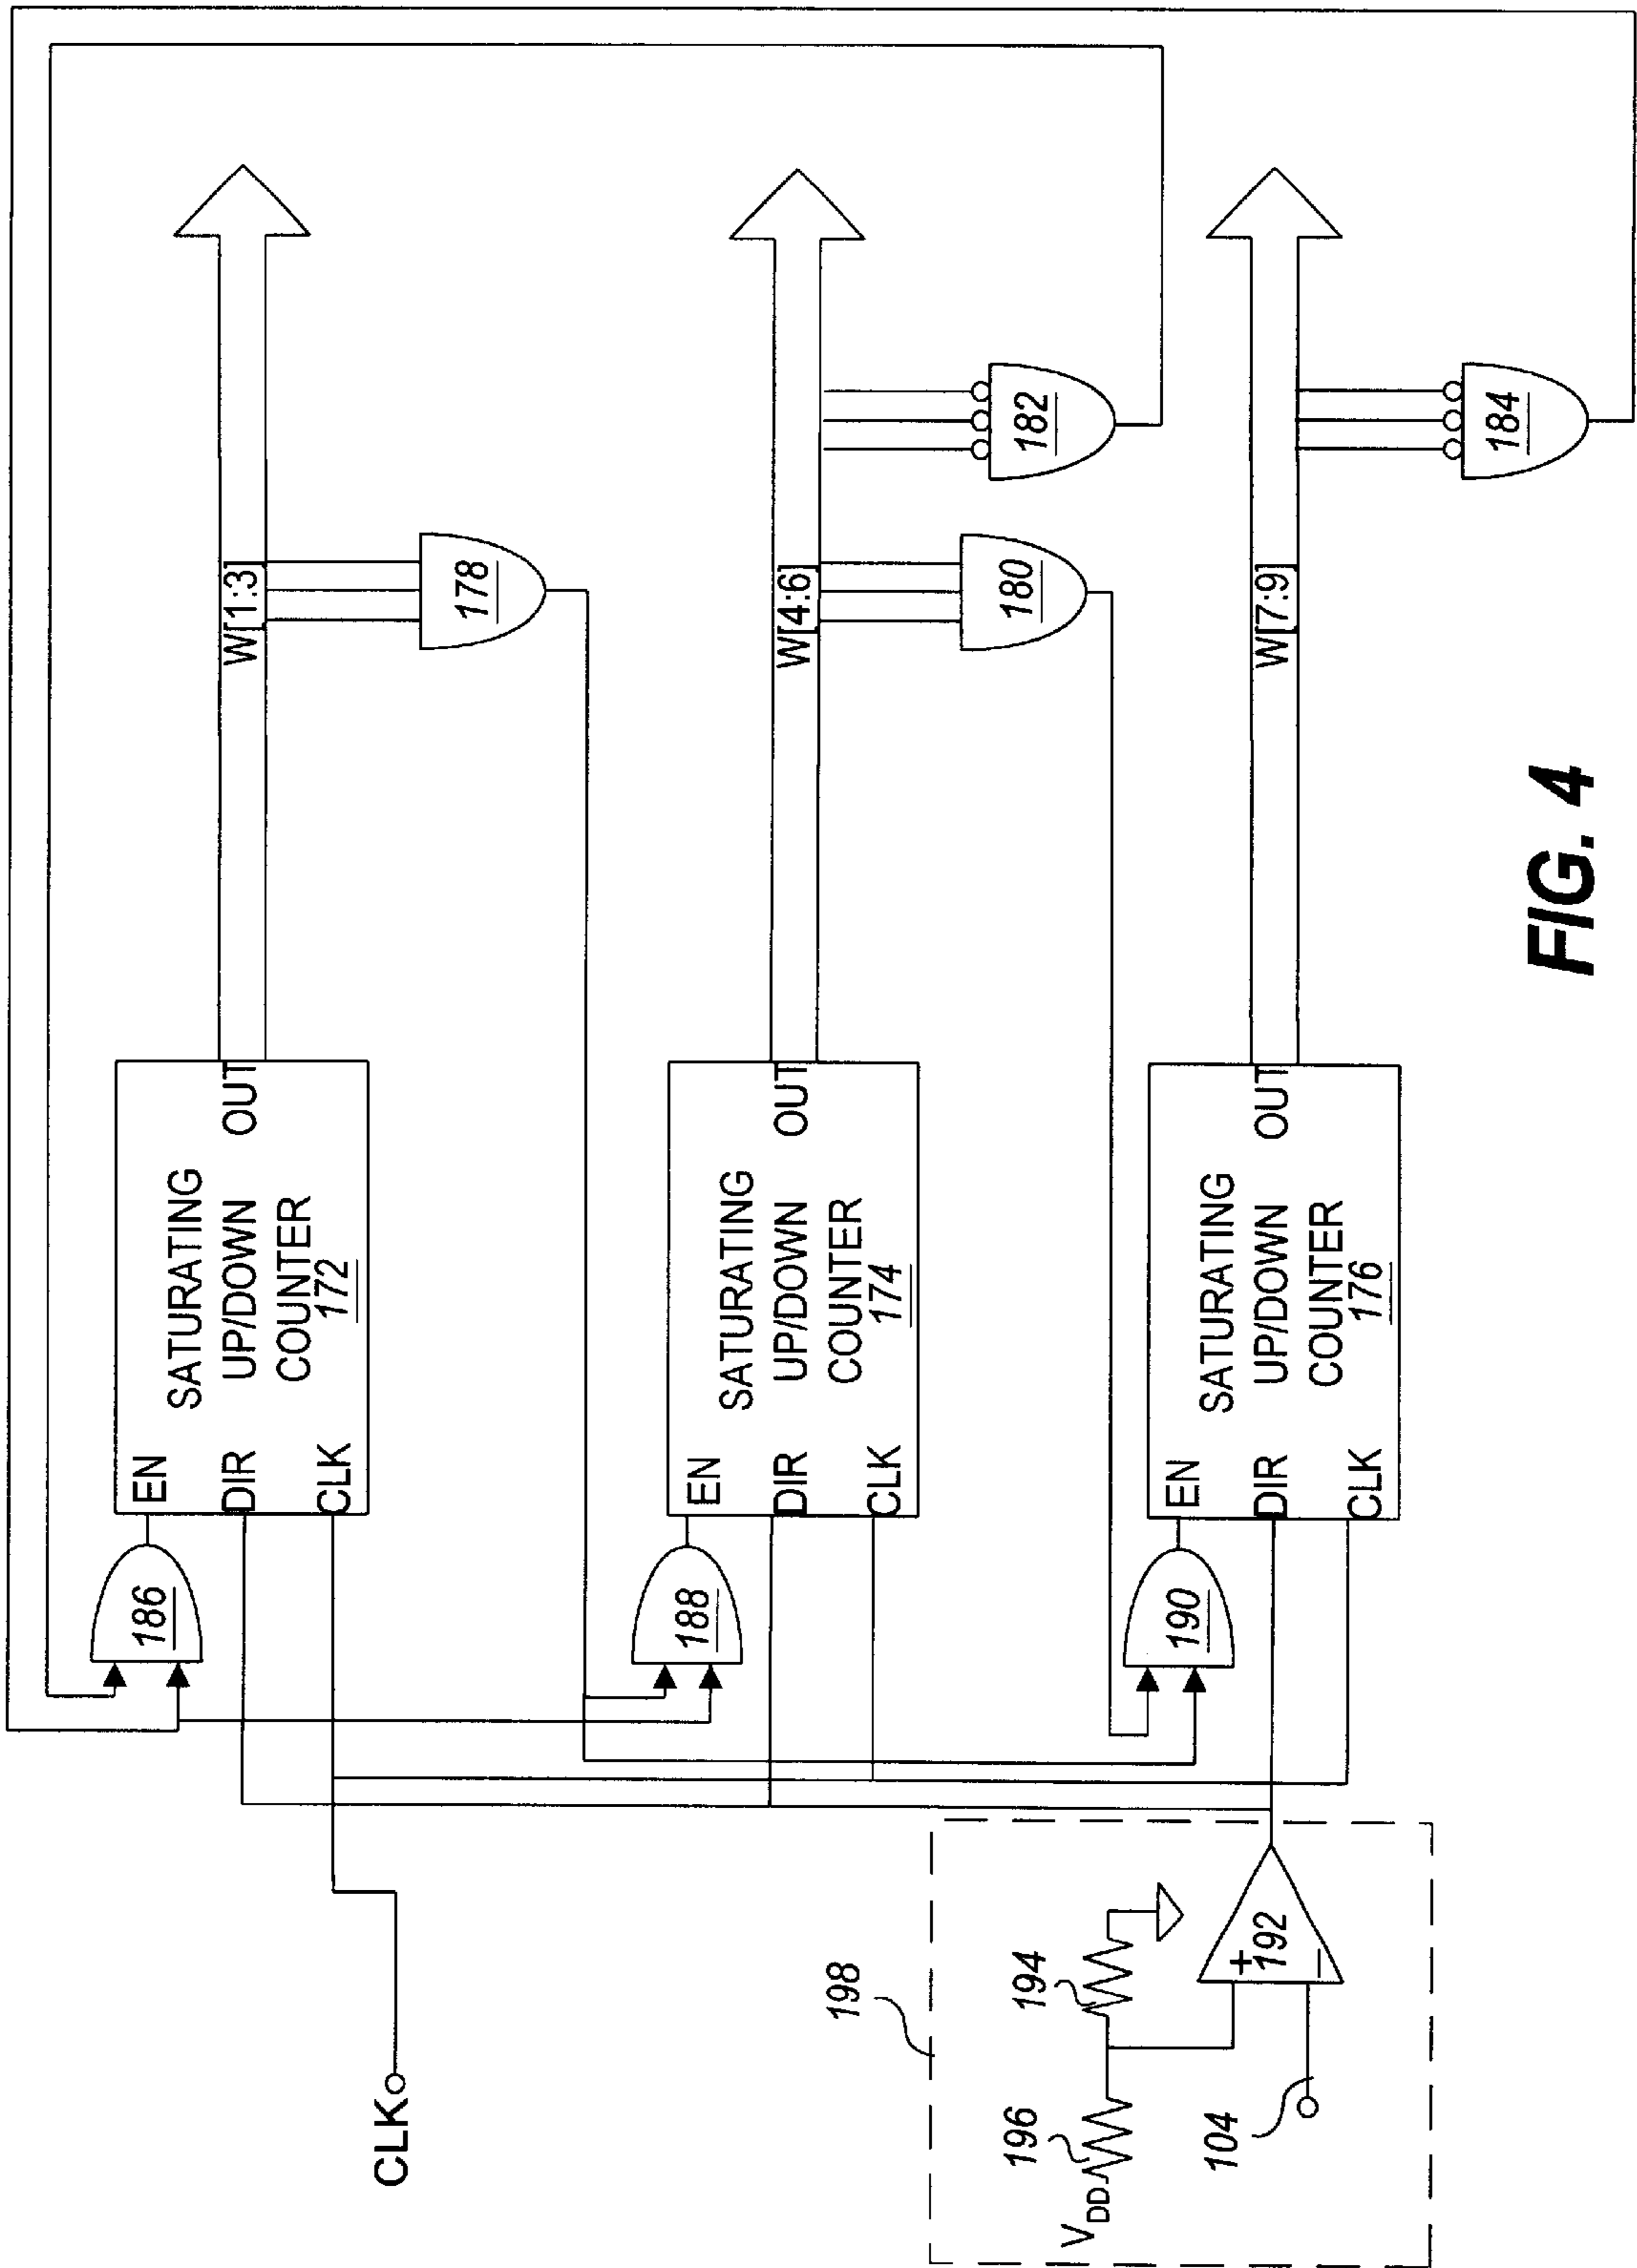 SATURATING
UP/DOWN
COUNTER
172
EN
DIR
CLK
OUT
W[1:3]
178
186
SATURATING
UP/DOWN
COUNTER
174
EN
DIR
CLK
OUT
W[4:6]
180
182
188
SATURATING
UP/DOWN
COUNTER
176
EN
DIR
CLK
OUT
W[7:9]
184
190
CLK
198
VDD
196
194
+
192
–
104
FIG. 4